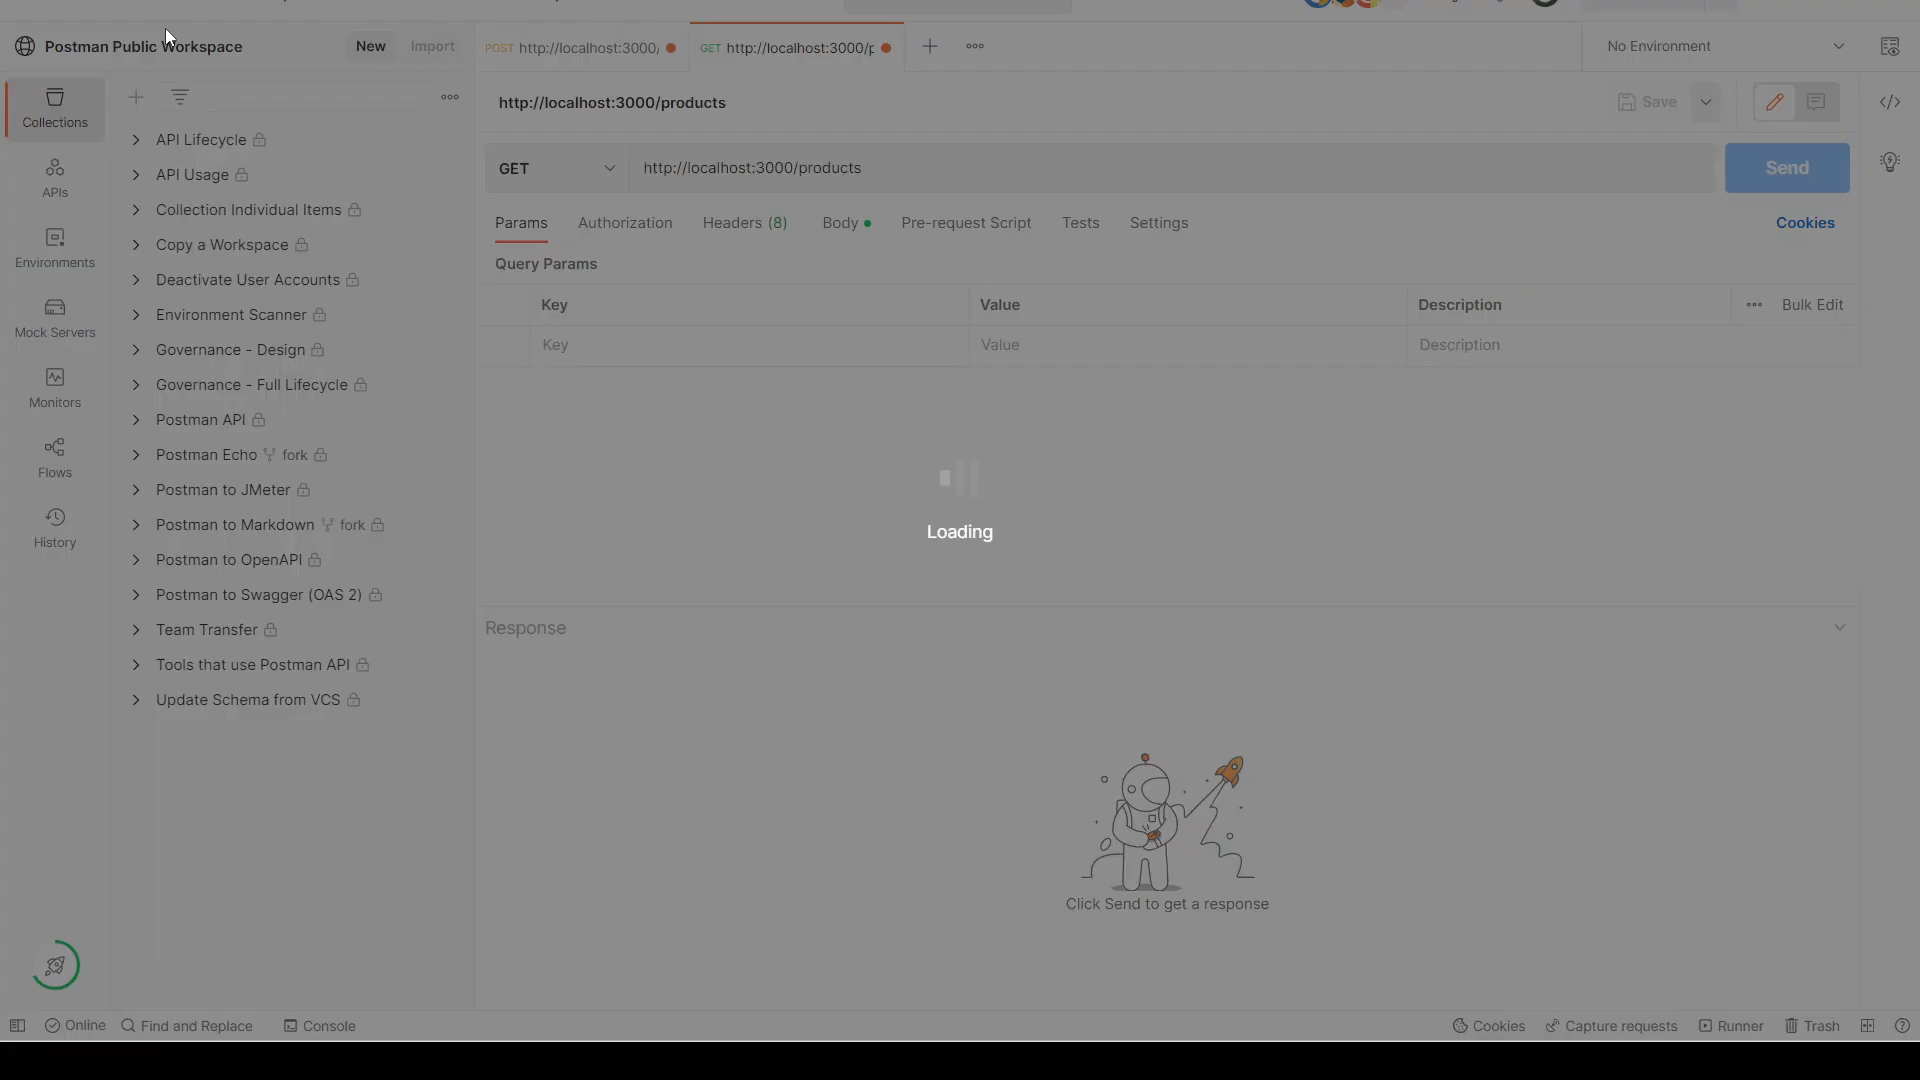 Postman Public Workspace
New
Import
POST http://localhost:3000/
GET http://localhost:3000/p
No Environment
Collections
APIs
Environments
Mock Servers
Monitors
Flows
History
API Lifecycle
API Usage
Collection Individual Items
Copy a Workspace
Deactivate User Accounts
Environment Scanner
Governance - Design
Governance - Full Lifecycle
Postman API
Postman Echo fork
Postman to JMeter
Postman to Markdown fork
Postman to OpenAPI
Postman to Swagger (OAS 2)
Team Transfer
Tools that use Postman API
Update Schema from VCS
http://localhost:3000/products
Save
GET
http://localhost:3000/products
Send
Params
Authorization
Headers (8)
Body
Pre-request Script
Tests
Settings
Cookies
Query Params
Key
Value
Description
Bulk Edit
Key
Value
Description
Loading
Response
Click Send to get a response
Online
Find and Replace
Console
Cookies
Capture requests
Runner
Trash